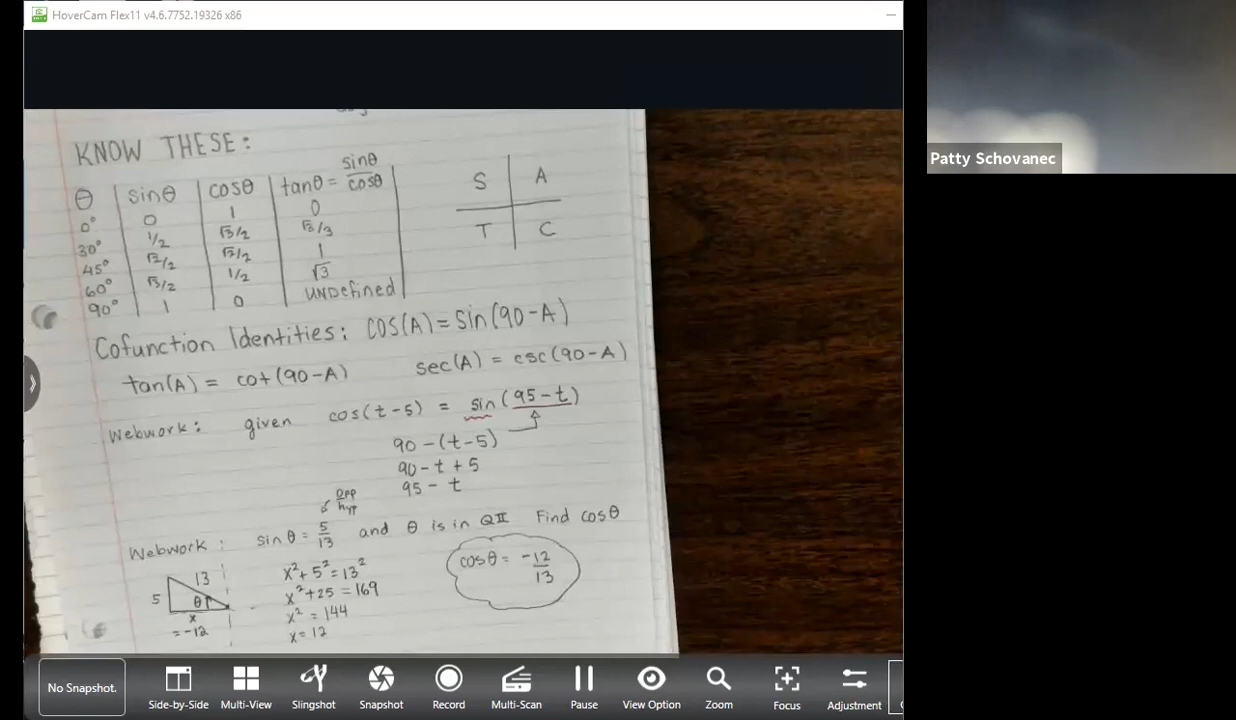 HoverCam Flex11 v4.6.7752.19326 x86
Patty Schovanec
KNOW THESE:
θ sinθ cosθ tanθ = sinθ/cosθ
0° 0 1 0
30° 1/2 √3/2 √3/3
45° √2/2 √2/2 1
60° √3/2 1/2 √3
90° 1 0 UNDefined
S A
T C
Cofunction Identities: COS(A) = Sin(90-A)
tan(A) = cot(90-A) sec(A) = csc(90-A)
Webwork: given cos(t-5) = sin(95-t)
90-(t-5)
90-t+5
95-t
opp/hyp
Webwork: sinθ = 5/13 and θ is in QII Find cosθ
13
5
θ
x
=-12
x²+5²=13²
x²+25=169
x²=144
x=12
cosθ = -12/13
No Snapshot.
Side-by-Side Multi-View Slingshot Snapshot Record Multi-Scan Pause View Option Zoom Focus Adjustment